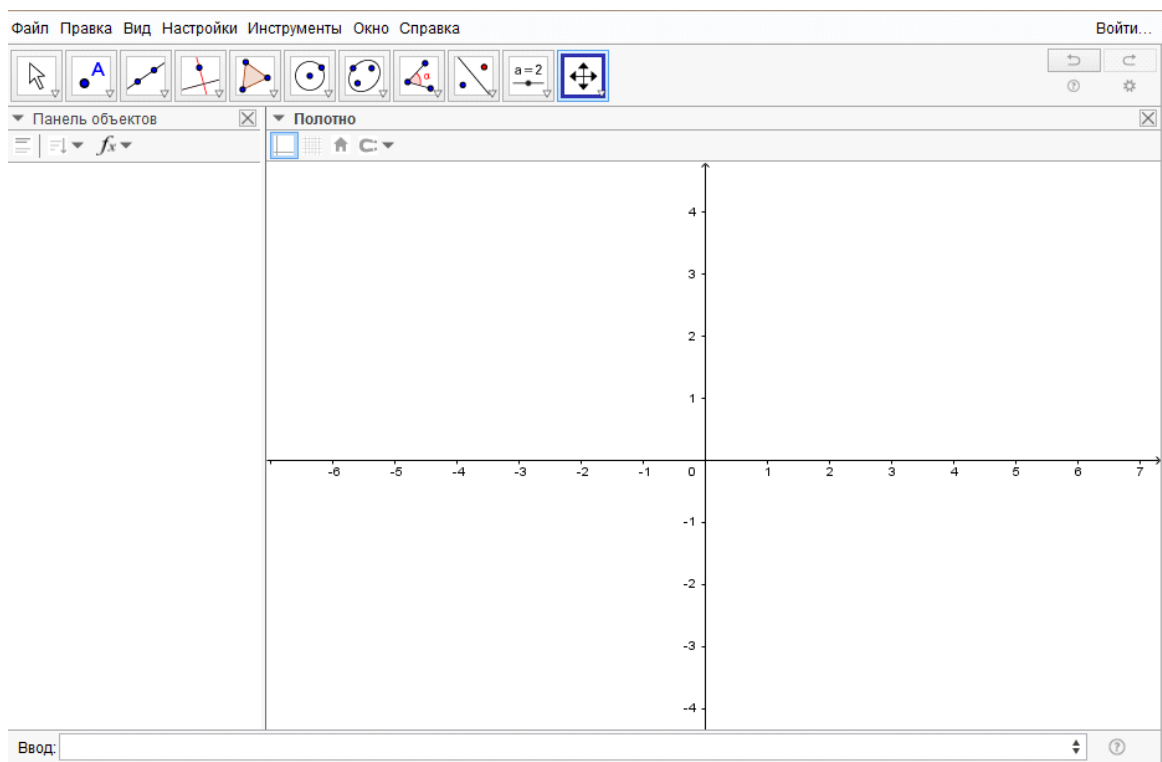 Файл Правка Вид Настройки Инструменты Окно Справка Войти...
A α a=2
Панель объектов Полотно
fx
4
3
2
1
-6 -5 -4 -3 -2 -1 0 1 2 3 4 5 6 7
-1
-2
-3
-4
Ввод: